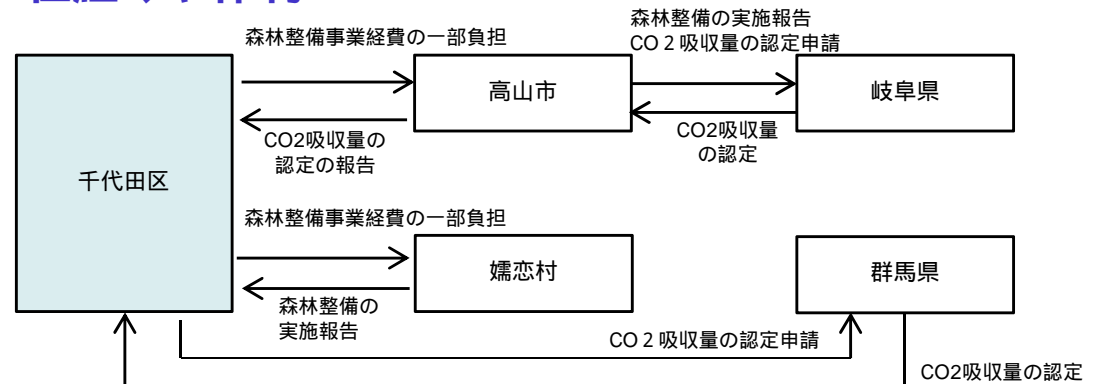 森林整備の実施報告
森林整備事業経費の一部負担
CO２吸収量の認定申請
高山市
岐阜県
CO2吸収量の
認定の報告
CO2吸収量
の認定
千代田区
森林整備事業経費の一部負担
嬬恋村
群馬県
森林整備の
実施報告
CO２吸収量の認定申請
CO2吸収量の認定